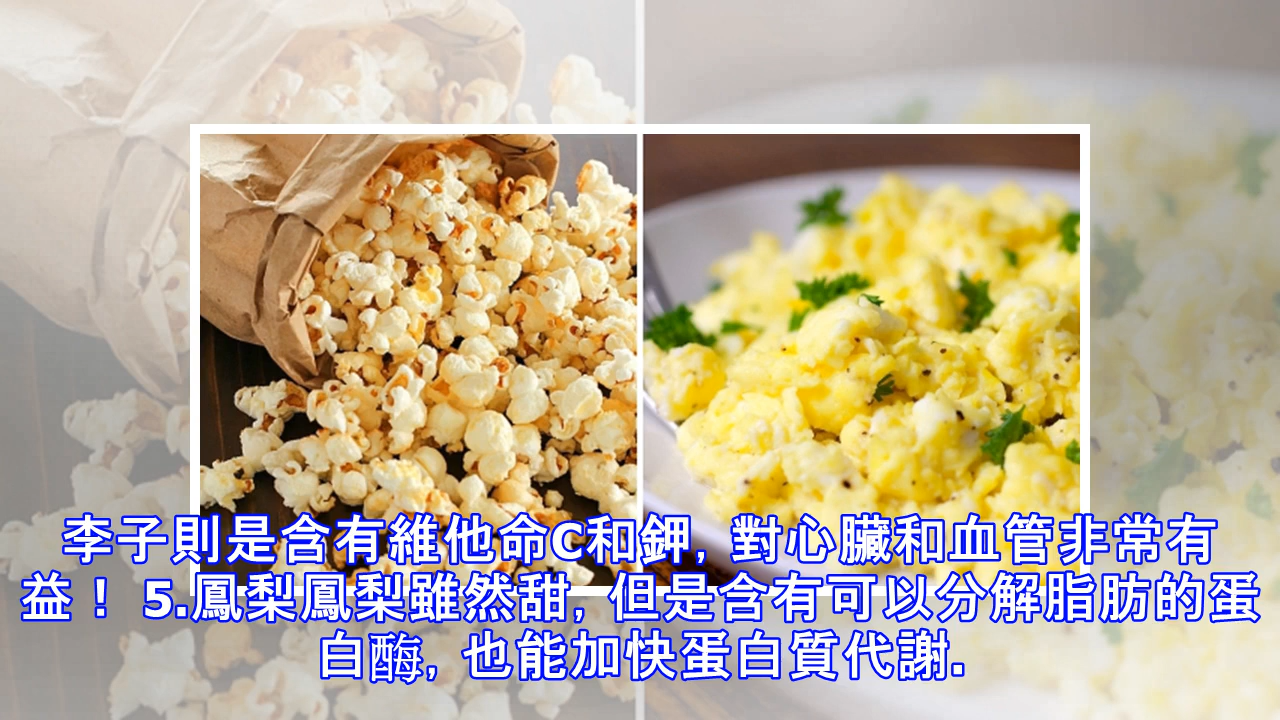 李子則是含有維他命C和鉀, 對心臟和血管非常有
益！ 5.鳳梨鳳梨雖然甜, 但是含有可以分解脂肪的蛋
白酶, 也能加快蛋白質代謝.